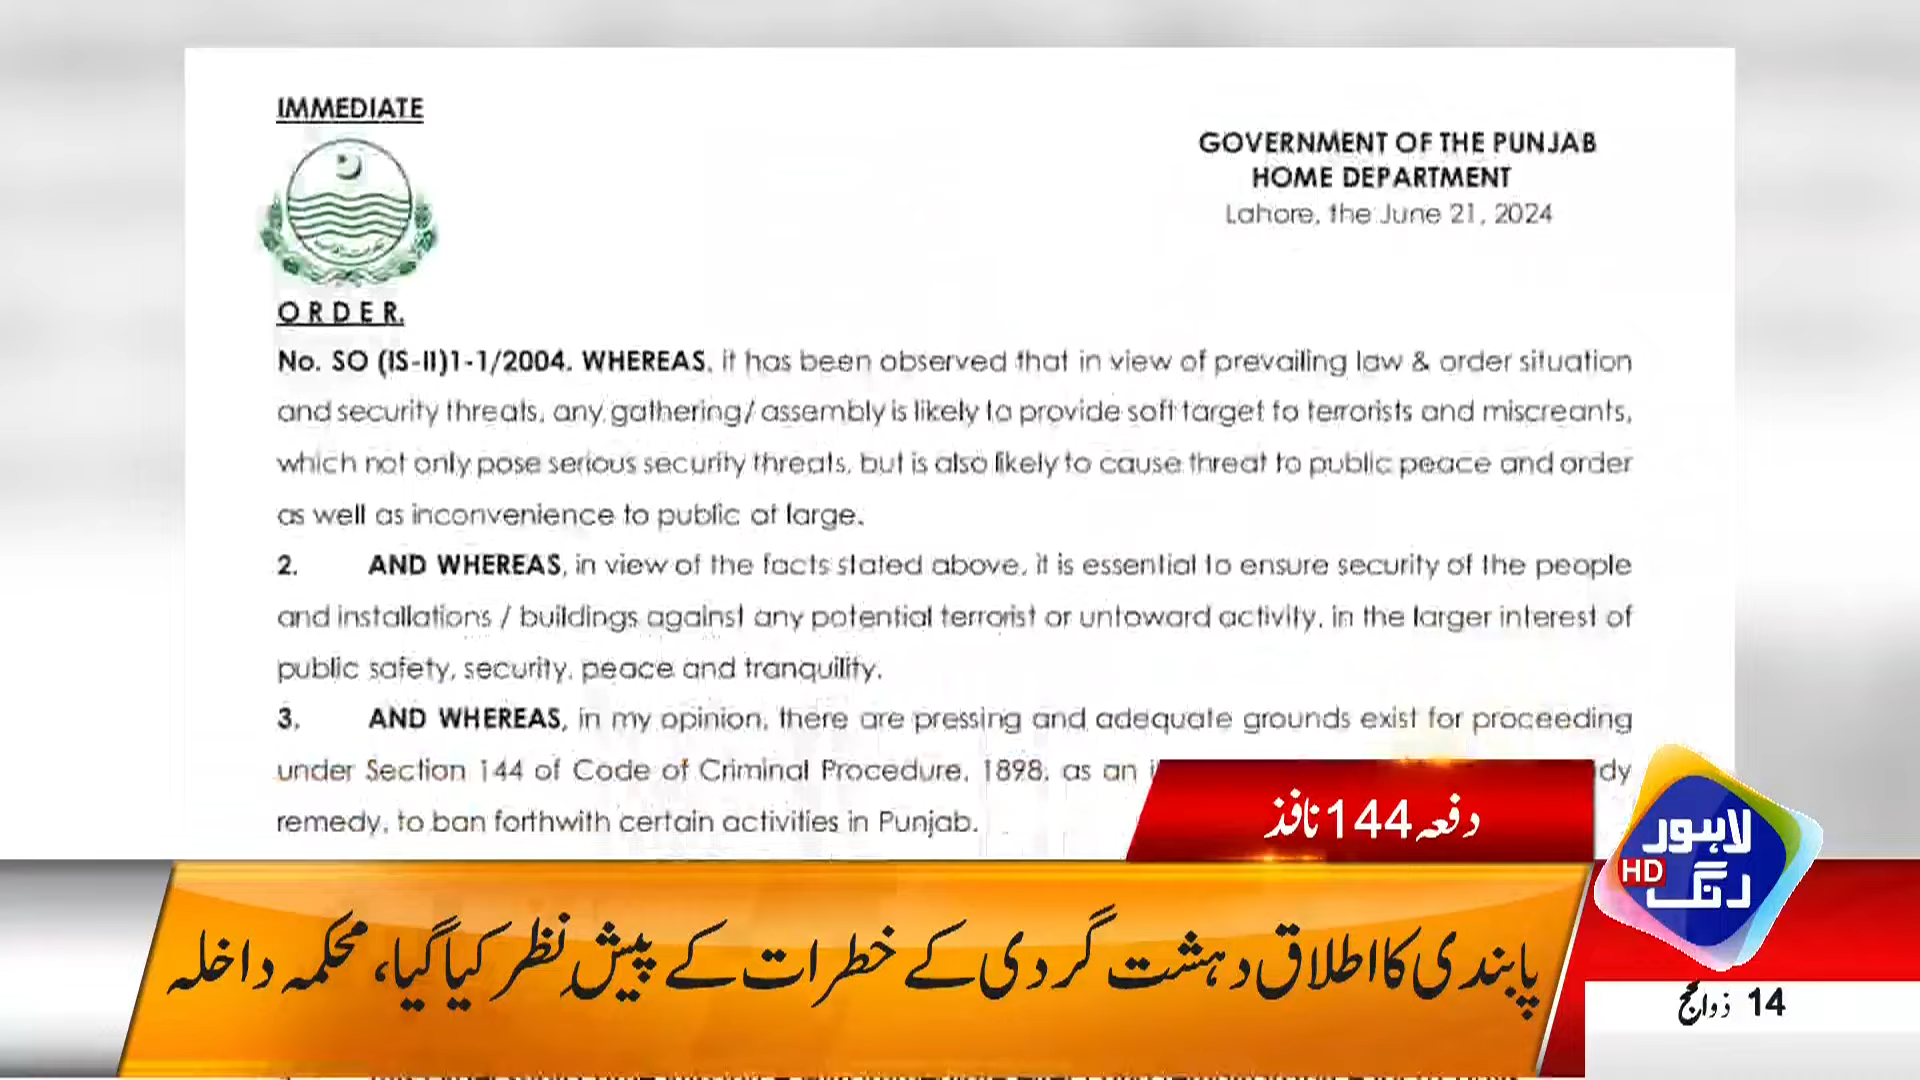 IMMEDIATE
GOVERNMENT OF THE PUNJAB
HOME DEPARTMENT
Lahore, the June 21, 2024
O R D E R.
No. SO (IS-II)1-1/2004. WHEREAS, it has been observed that in view of prevailing law & order situation
and security threats, any gathering/ assembly is likely to provide soft target to terrorists and miscreants,
which not only pose serious security threats, but is also likely to cause threat to public peace and order
as well as inconvenience to public at large.
2. AND WHEREAS, in view of the facts stated above, it is essential to ensure security of the people
and installations / buildings against any potential terrorist or untoward activity, in the larger interest of
public safety, security, peace and tranquility.
3. AND WHEREAS, in my opinion, there are pressing and adequate grounds exist for proceeding
under Section 144 of Code of Criminal Procedure, 1898, as an
remedy, to ban forthwith certain activities in Punjab.
دفعہ 144 نافذ
لاہور
رنگ
HD
پابندی کا اطلاق دہشت گردی کے خطرات کے پیش نظر کیا گیا، محکمہ داخلہ
14 ذوالحج